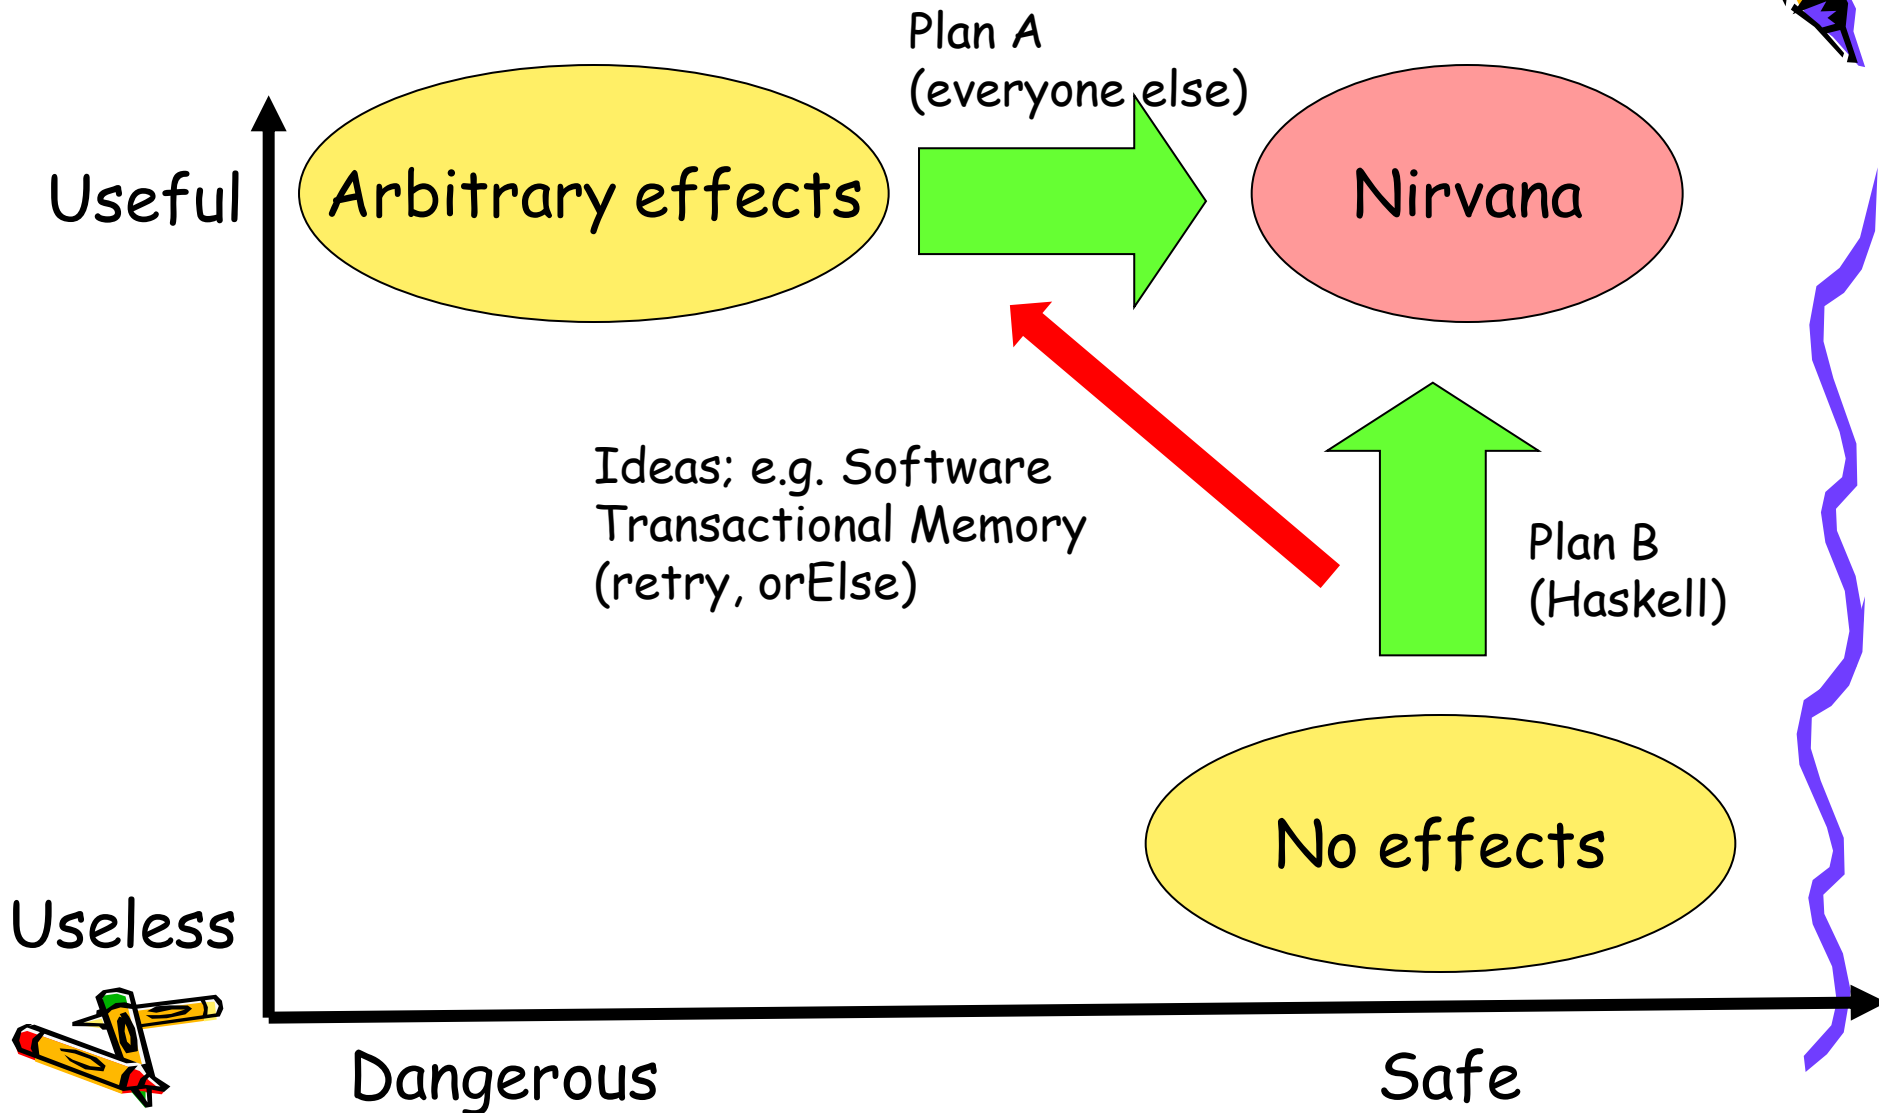 Plan A
(everyone else)
Useful
Arbitrary effects
Nirvana
Ideas; e.g. Software
Transactional Memory
(retry, orElse)
Plan B
(Haskell)
No effects
Useless
Dangerous
Safe